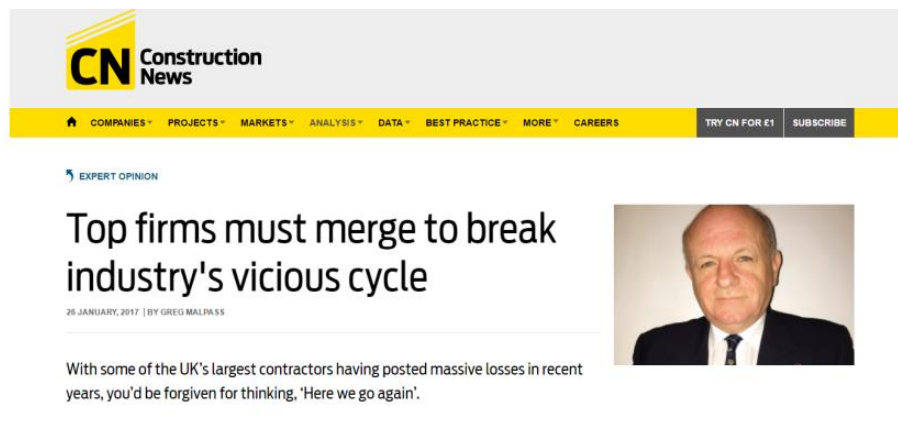 CN Construction
News
COMPANIES PROJECTS MARKETS ANALYSIS DATA BEST PRACTICE MORE CAREERS TRY CN FOR £1 SUBSCRIBE
EXPERT OPINION
Top firms must merge to break
industry's vicious cycle
26 JANUARY, 2017 | BY GREG MALPASS
With some of the UK's largest contractors having posted massive losses in recent
years, you'd be forgiven for thinking, 'Here we go again'.